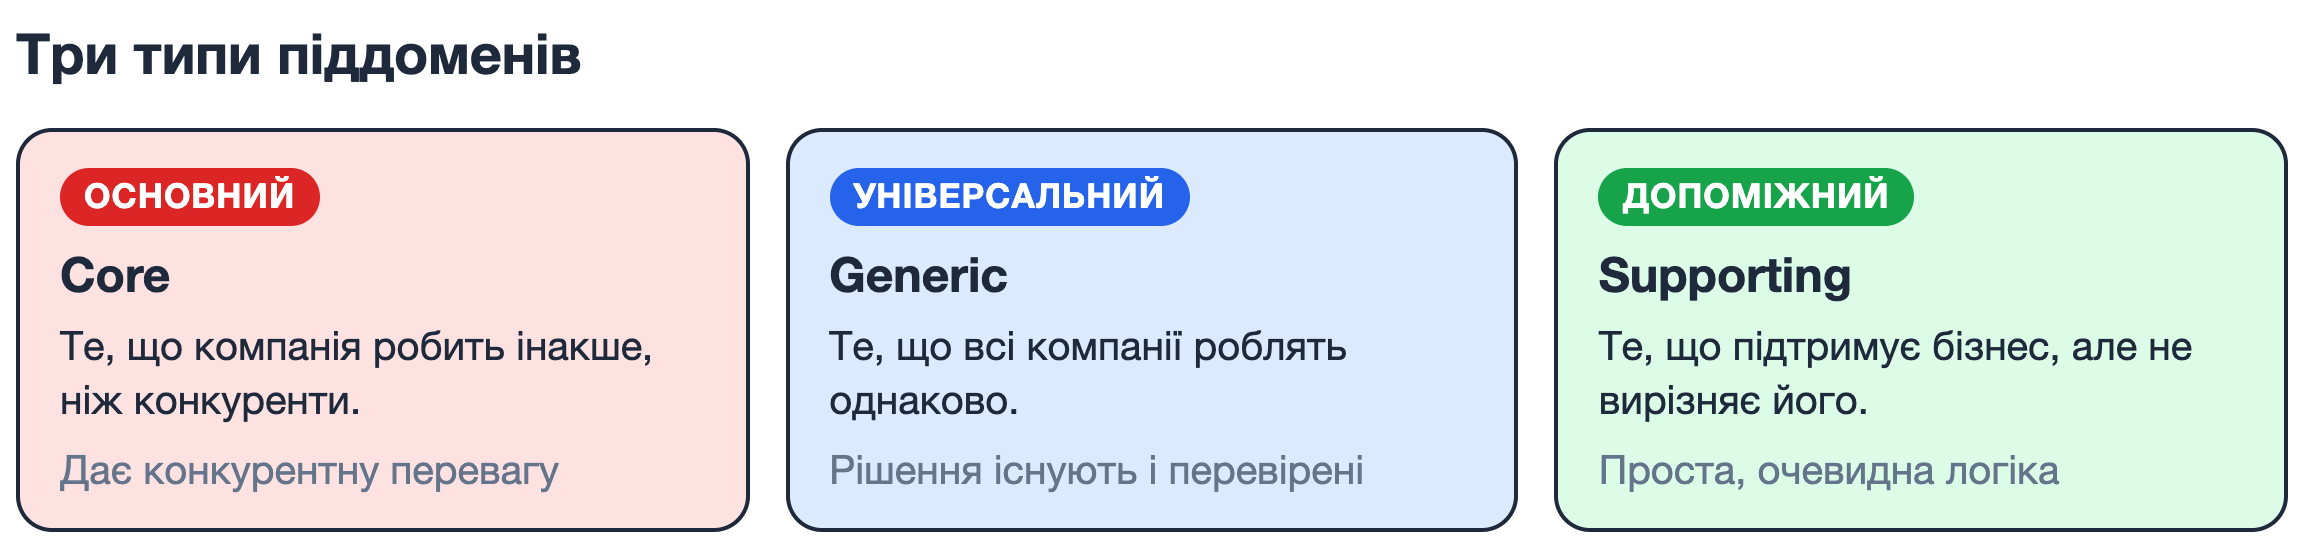 Три типи піддоменів
ОСНОВНИЙ
Core
Те, що компанія робить інакше,
ніж конкуренти.
Дає конкурентну перевагу
УНІВЕРСАЛЬНИЙ
Generic
Те, що всі компанії роблять
однаково.
Рішення існують і перевірені
ДОПОМІЖНИЙ
Supporting
Те, що підтримує бізнес, але не
вирізняє його.
Проста, очевидна логіка